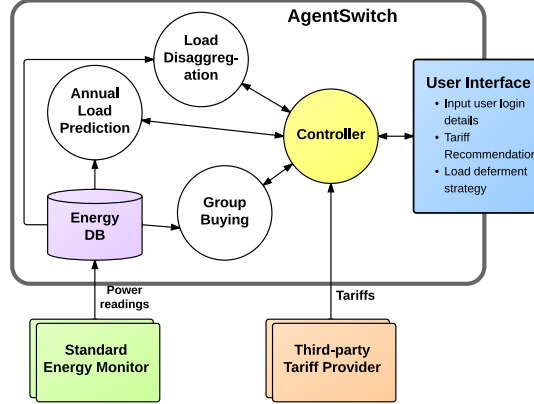 AgentSwitch
Load
Disaggreg-
ation
Annual
Load
Prediction
Controller
User Interface
• Input user login
details
• Tariff
Recommendation
• Load deferment
strategy
Group
Buying
Energy
DB
Power
readings
Tariffs
Standard
Energy Monitor
Third-party
Tariff Provider